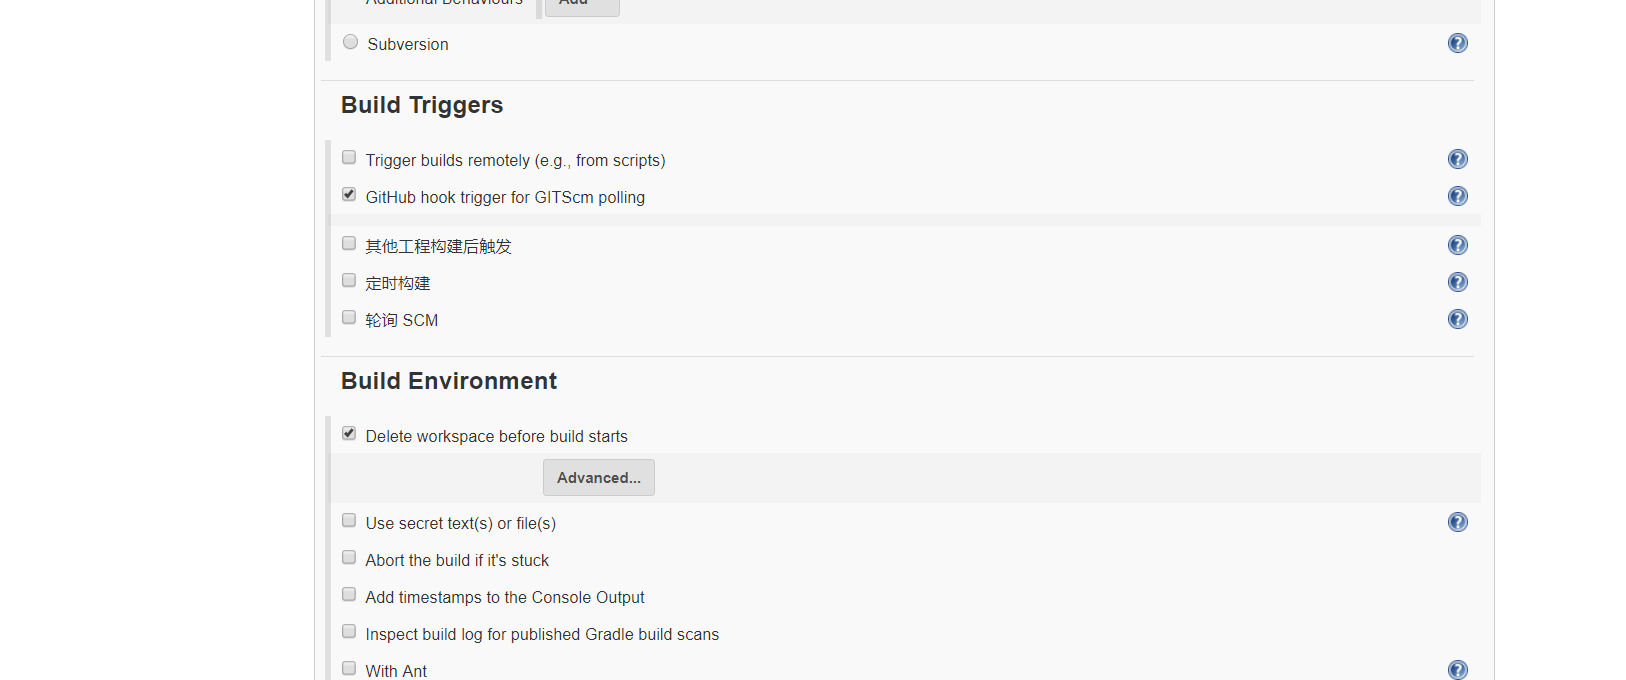 Additional Behaviours Add
Subversion
Build Triggers
Trigger builds remotely (e.g., from scripts)
GitHub hook trigger for GITScm polling
其他工程构建后触发
定时构建
轮询 SCM
Build Environment
Delete workspace before build starts
Advanced...
Use secret text(s) or file(s)
Abort the build if it's stuck
Add timestamps to the Console Output
Inspect build log for published Gradle build scans
With Ant